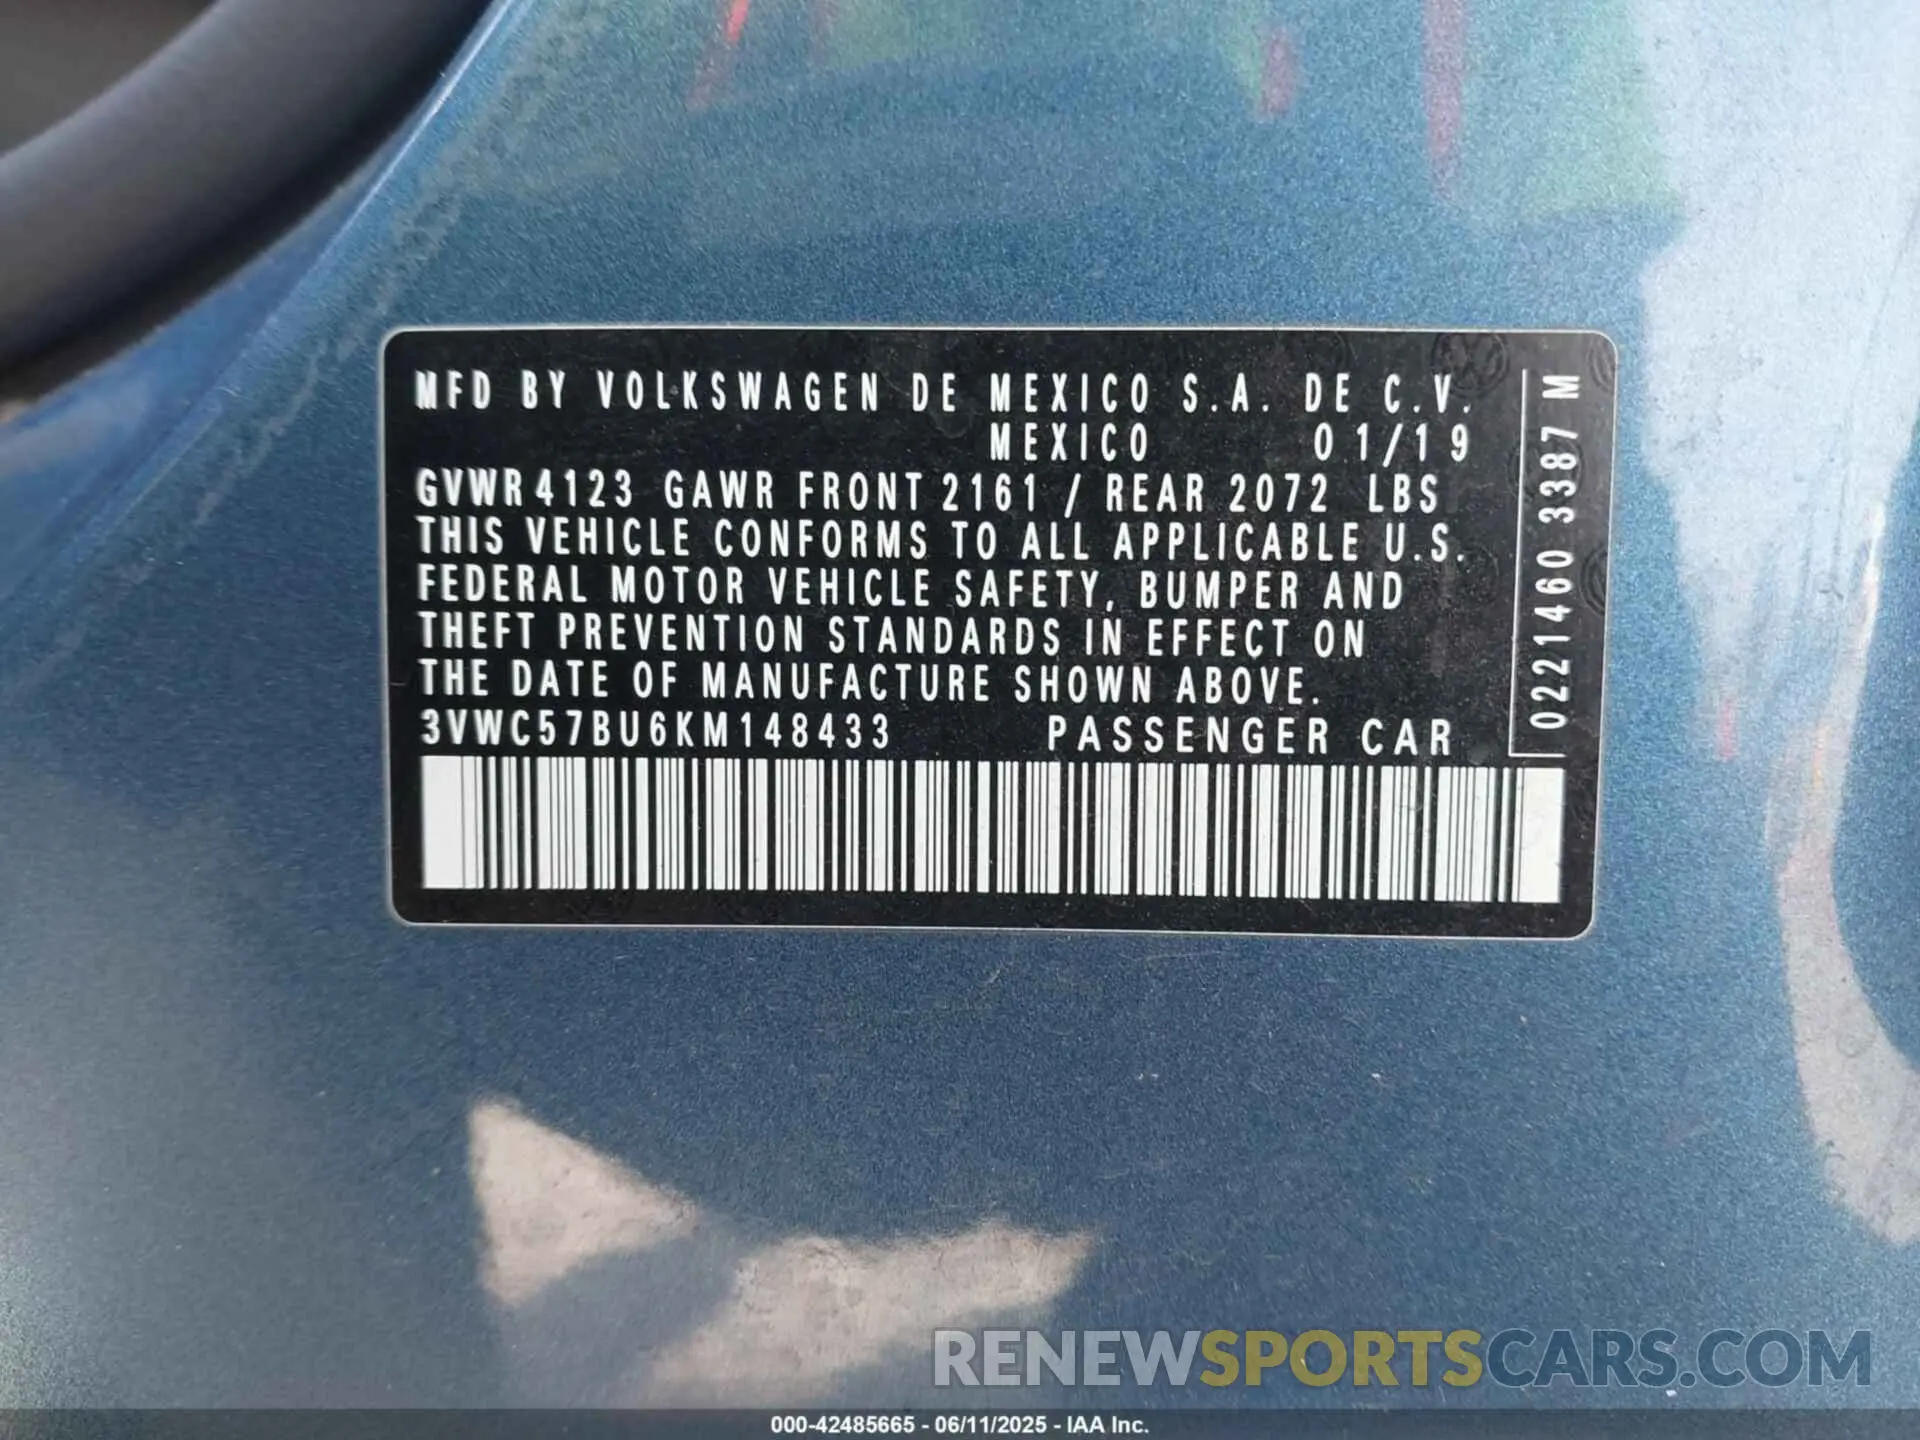 MFD BY VOLKSWAGEN DE MEXICO S.A. DE C.V.
MEXICO 01/19
GVWR 4123 GAWR FRONT 2161 / REAR 2072 LBS
THIS VEHICLE CONFORMS TO ALL APPLICABLE U.S.
FEDERAL MOTOR VEHICLE SAFETY, BUMPER AND
THEFT PREVENTION STANDARDS IN EFFECT ON
THE DATE OF MANUFACTURE SHOWN ABOVE.
3VWC57BU6KM148433 PASSENGER CAR
0221460 3387 M
RENEWSPORTSCARS.COM
000-42485665 - 06/11/2025 - IAA Inc.